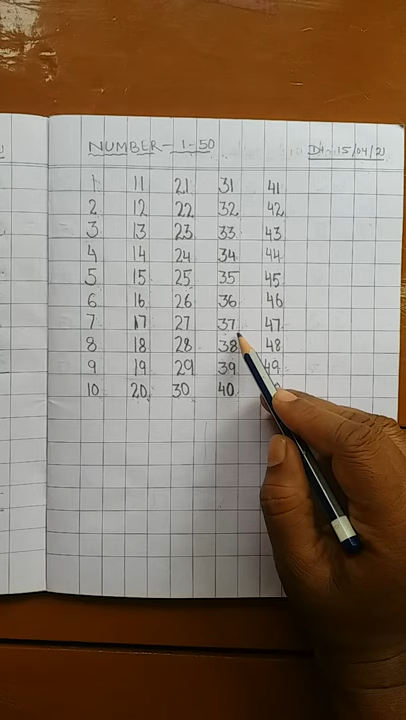 NUMBER - 1-50
Dt- 15/04/21
1 11 21 31 41
2 12 22 32 42
3 13 23 33 43
4 14 24 34 44
5 15 25 35 45
6 16 26 36 46
7 17 27 37 47
8 18 28 38 48
9 19 29 39 49
10 20 30 40